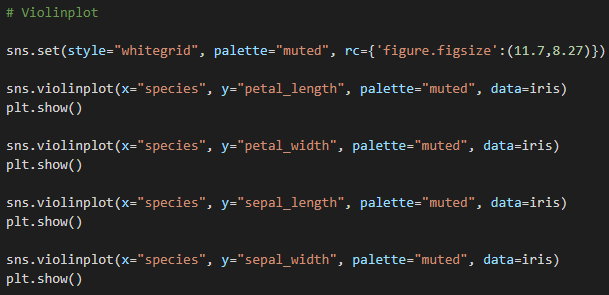 # Violinplot
sns.set(style="whitegrid", palette="muted", rc={'figure.figsize':(11.7,8.27)})
sns.violinplot(x="species", y="petal_length", palette="muted", data=iris)
plt.show()
sns.violinplot(x="species", y="petal_width", palette="muted", data=iris)
plt.show()
sns.violinplot(x="species", y="sepal_length", palette="muted", data=iris)
plt.show()
sns.violinplot(x="species", y="sepal_width", palette="muted", data=iris)
plt.show()